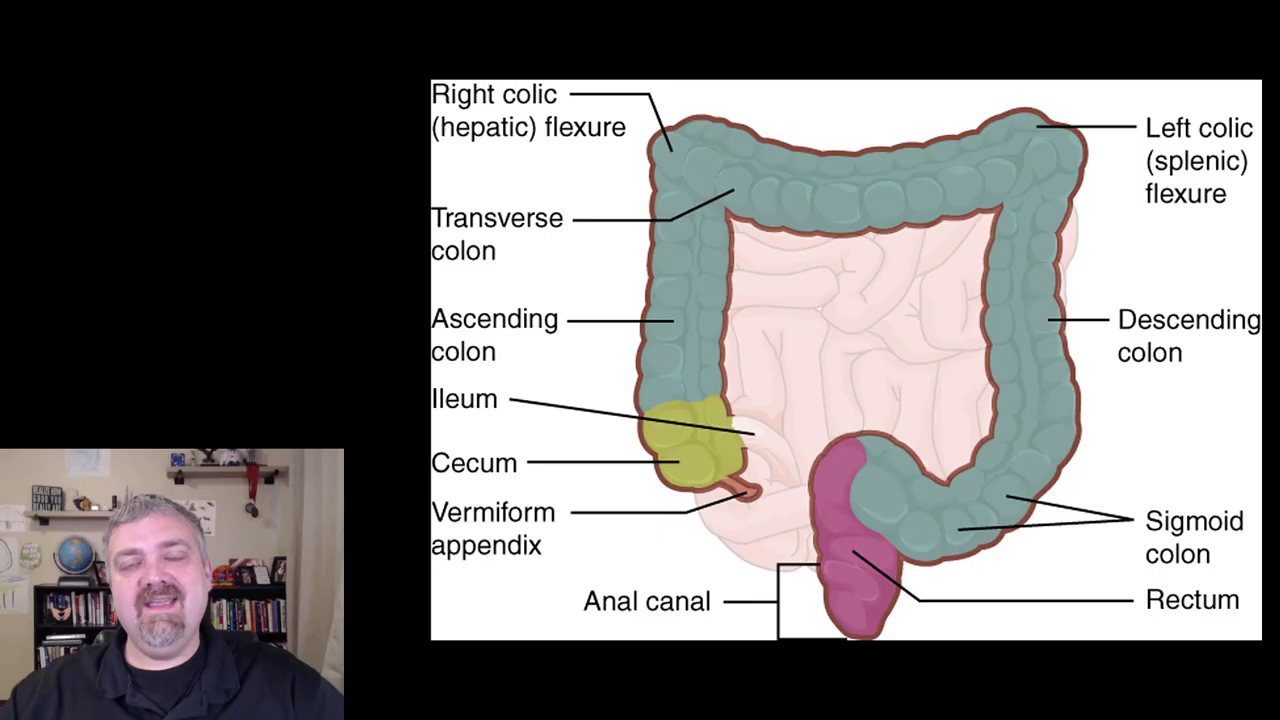 Right colic
(hepatic) flexure
Transverse
colon
Ascending
colon
Ileum
Cecum
Vermiform
appendix
Anal canal
Left colic
(splenic)
flexure
Descending
colon
Sigmoid
colon
Rectum